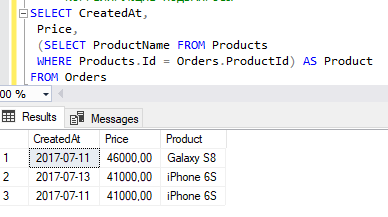 SELECT CreatedAt,
Price,
(SELECT ProductName FROM Products
WHERE Products.Id = Orders.ProductId) AS Product
FROM Orders
00 %
Results Messages
CreatedAt Price Product
1 2017-07-11 46000,00 Galaxy S8
2 2017-07-13 41000,00 iPhone 6S
3 2017-07-11 41000,00 iPhone 6S